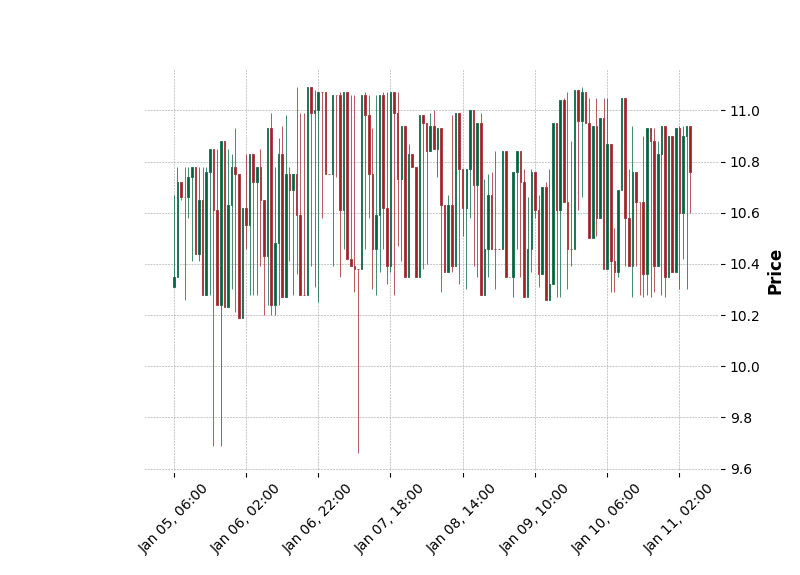 11.0
10.8
10.6
10.4
10.2
10.0
9.8
9.6
Price
Jan 05, 06:00
Jan 06, 02:00
Jan 06, 22:00
Jan 07, 18:00
Jan 08, 14:00
Jan 09, 10:00
Jan 10, 06:00
Jan 11, 02:00